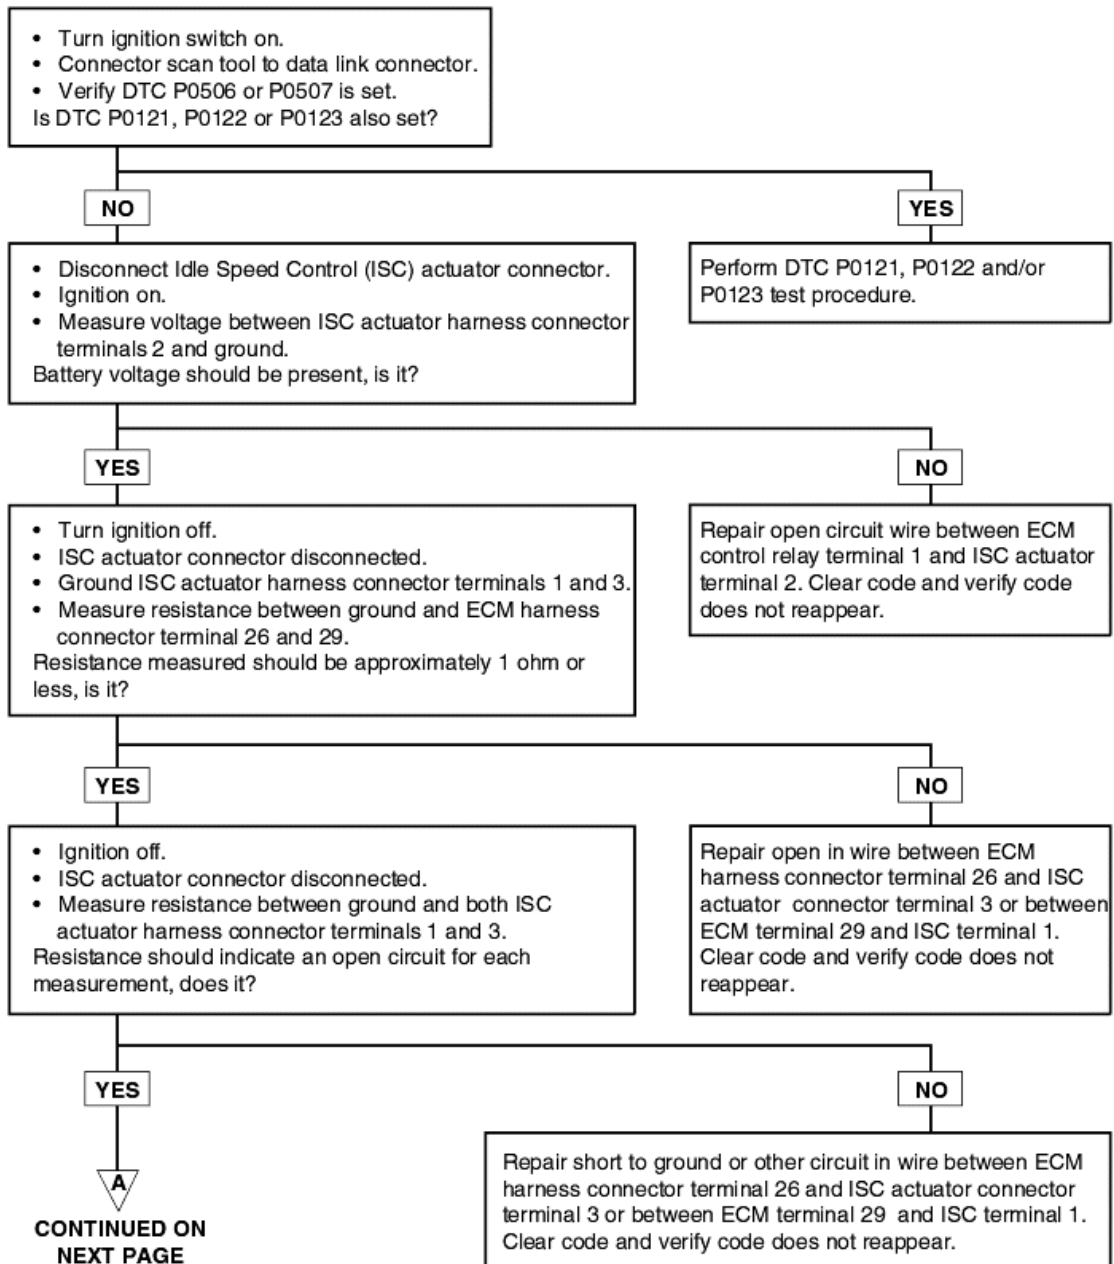 • Turn ignition switch on.
• Connector scan tool to data link connector.
• Verify DTC P0506 or P0507 is set.
Is DTC P0121, P0122 or P0123 also set?
NO
YES
• Disconnect Idle Speed Control (ISC) actuator connector.
• Ignition on.
• Measure voltage between ISC actuator harness connector
terminals 2 and ground.
Battery voltage should be present, is it?
Perform DTC P0121, P0122 and/or
P0123 test procedure.
YES
NO
• Turn ignition off.
• ISC actuator connector disconnected.
• Ground ISC actuator harness connector terminals 1 and 3.
• Measure resistance between ground and ECM harness
connector terminal 26 and 29.
Resistance measured should be approximately 1 ohm or
less, is it?
Repair open circuit wire between ECM
control relay terminal 1 and ISC actuator
terminal 2. Clear code and verify code
does not reappear.
YES
NO
• Ignition off.
• ISC actuator connector disconnected.
• Measure resistance between ground and both ISC
actuator harness connector terminals 1 and 3.
Resistance should indicate an open circuit for each
measurement, does it?
Repair open in wire between ECM
harness connector terminal 26 and ISC
actuator connector terminal 3 or between
ECM terminal 29 and ISC terminal 1.
Clear code and verify code does not
reappear.
YES
NO
A
CONTINUED ON
NEXT PAGE
Repair short to ground or other circuit in wire between ECM
harness connector terminal 26 and ISC actuator connector
terminal 3 or between ECM terminal 29 and ISC terminal 1.
Clear code and verify code does not reappear.